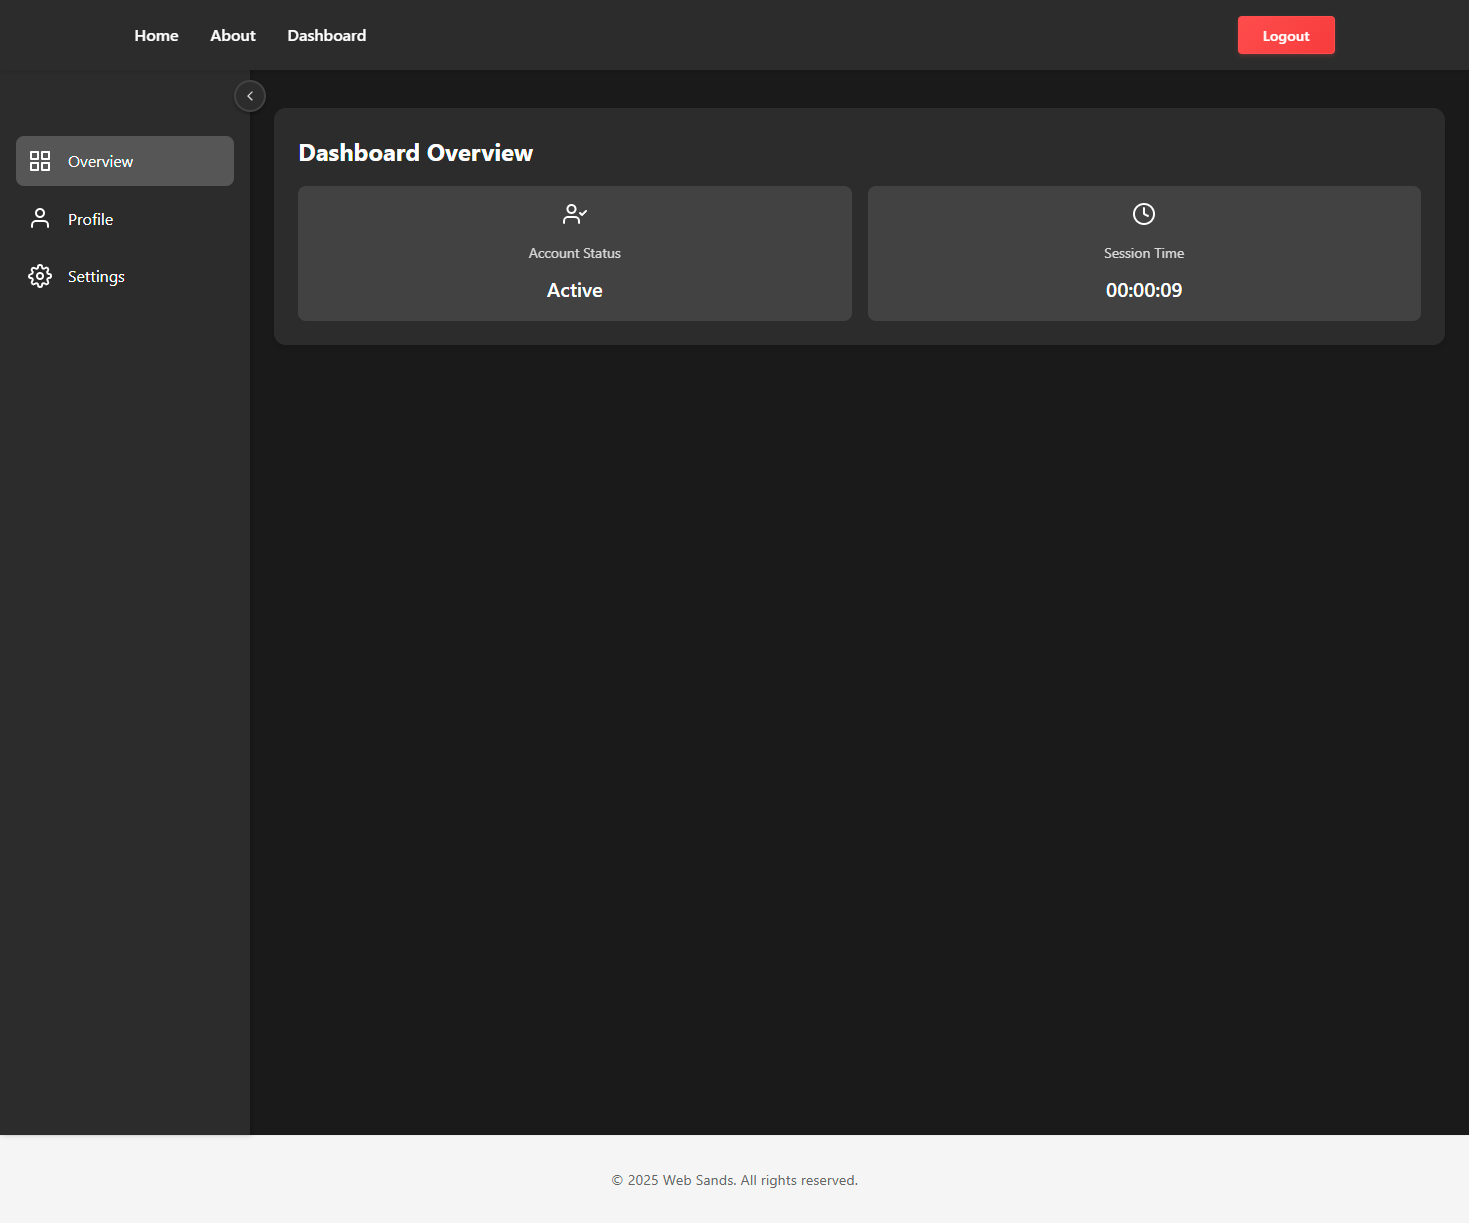 Home About Dashboard Logout
Overview
Profile
Settings
Dashboard Overview
Account Status
Active
Session Time
00:00:09
© 2025 Web Sands. All rights reserved.